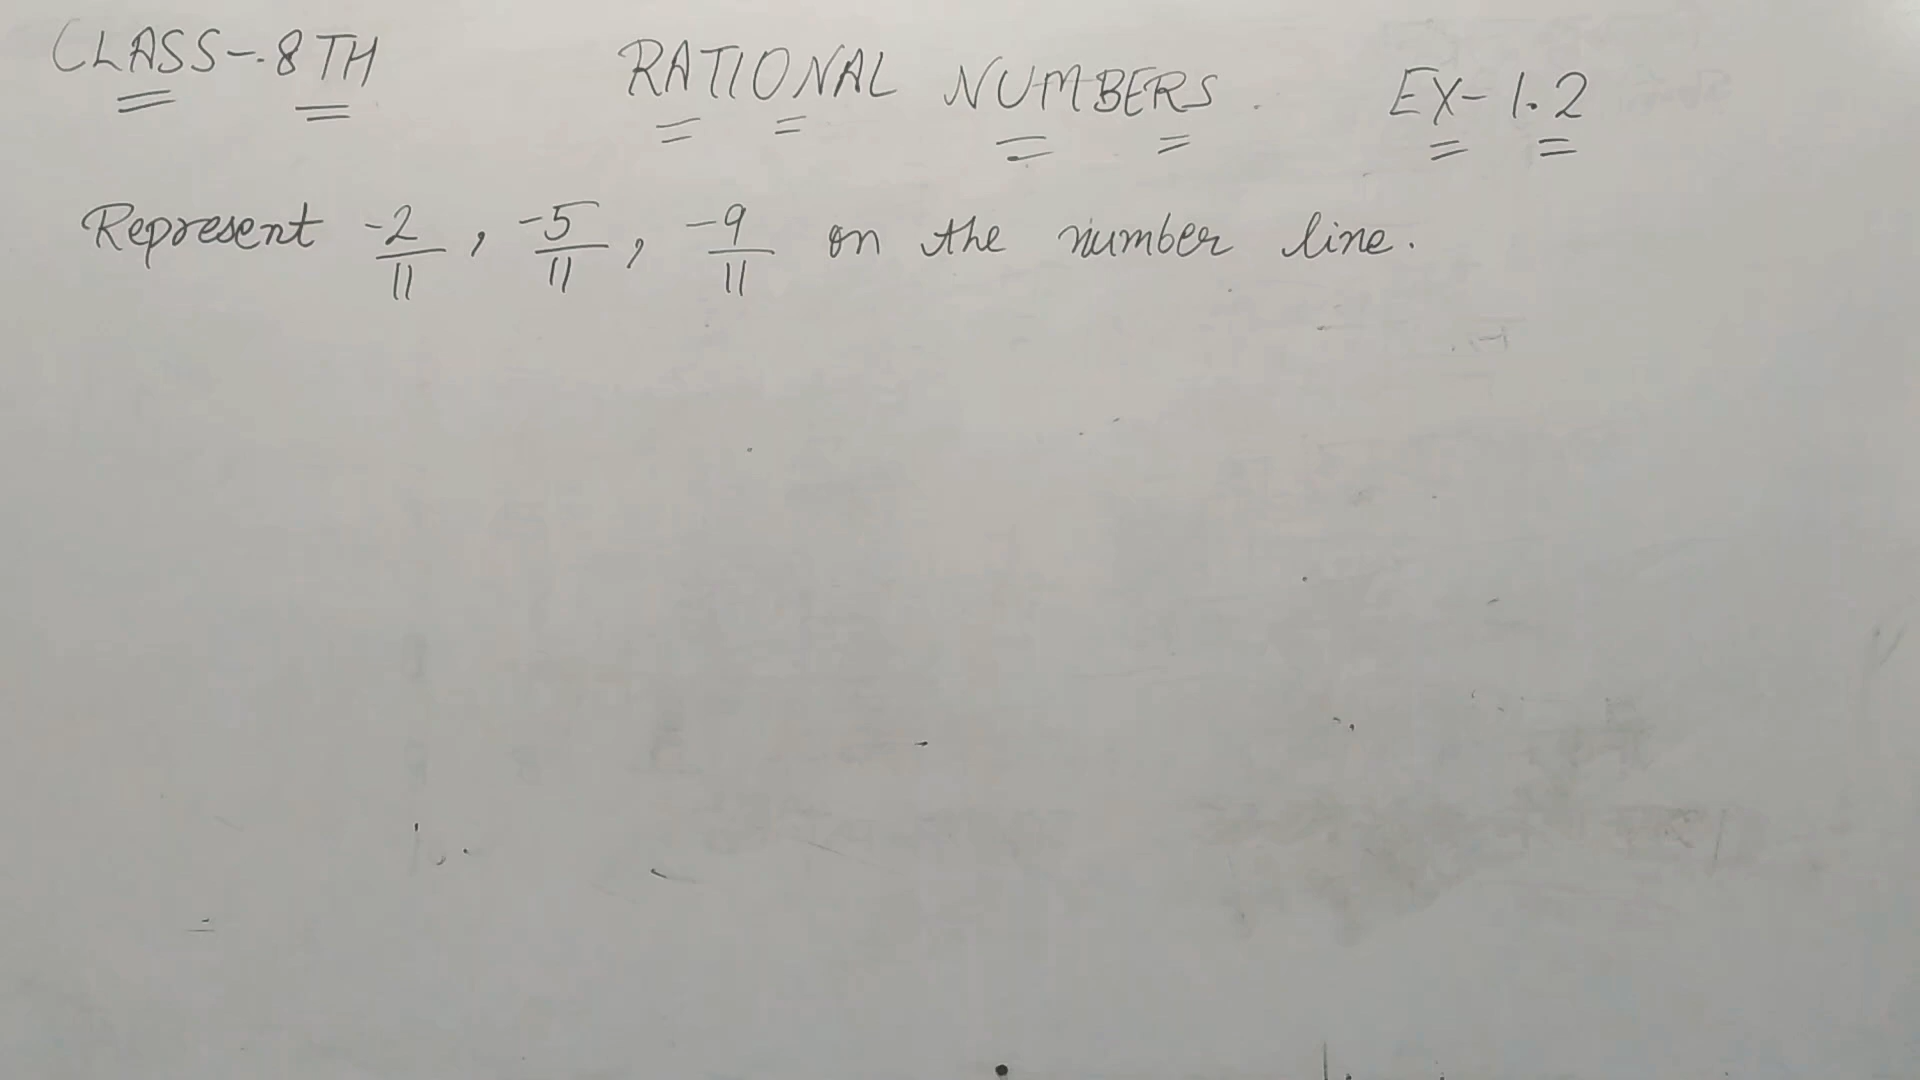 CLASS-8TH RATIONAL NUMBERS. EX-1.2
Represent -2/11, -5/11, -9/11 on the number line.